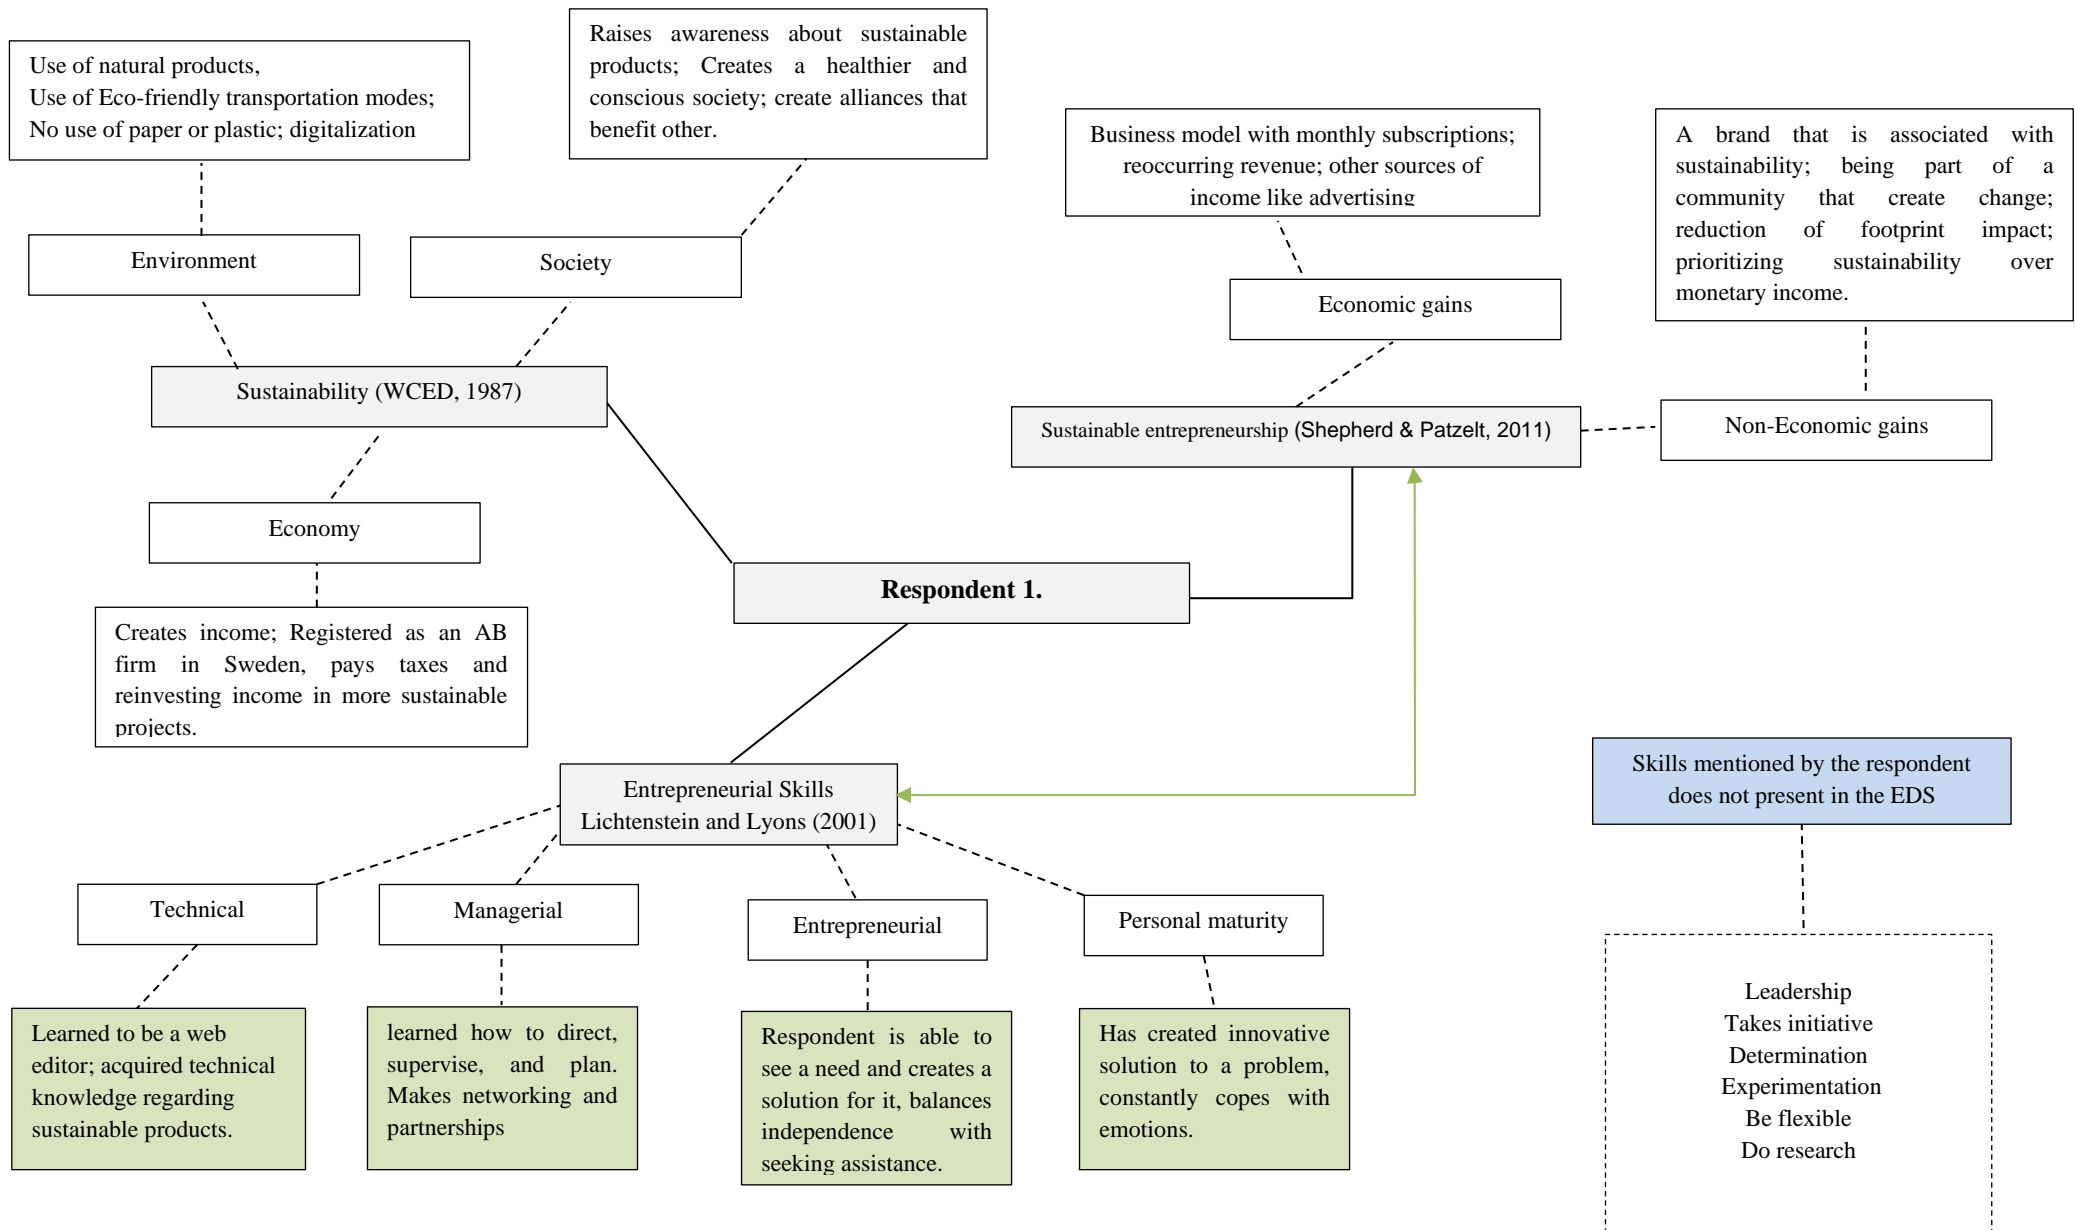 Use of natural products,
Use of Eco-friendly transportation modes;
No use of paper or plastic; digitalization
Raises awareness about sustainable
products; Creates a healthier and
conscious society; create alliances that
benefit other.
Business model with monthly subscriptions;
reoccurring revenue; other sources of
income like advertising
A brand that is associated with
sustainability; being part of a
community that create change;
reduction of footprint impact;
prioritizing sustainability over
monetary income.
Environment
Society
Economic gains
Sustainability (WCED, 1987)
Sustainable entrepreneurship (Shepherd & Patzelt, 2011)
Non-Economic gains
Economy
Respondent 1.
Creates income; Registered as an AB
firm in Sweden, pays taxes and
reinvesting income in more sustainable
projects.
Entrepreneurial Skills
Lichtenstein and Lyons (2001)
Skills mentioned by the respondent
does not present in the EDS
Technical
Managerial
Entrepreneurial
Personal maturity
Learned to be a web
editor; acquired technical
knowledge regarding
sustainable products.
learned how to direct,
supervise, and plan.
Makes networking and
partnerships
Respondent is able to
see a need and creates a
solution for it, balances
independence with
seeking assistance.
Has created innovative
solution to a problem,
constantly copes with
emotions.
Leadership
Takes initiative
Determination
Experimentation
Be flexible
Do research